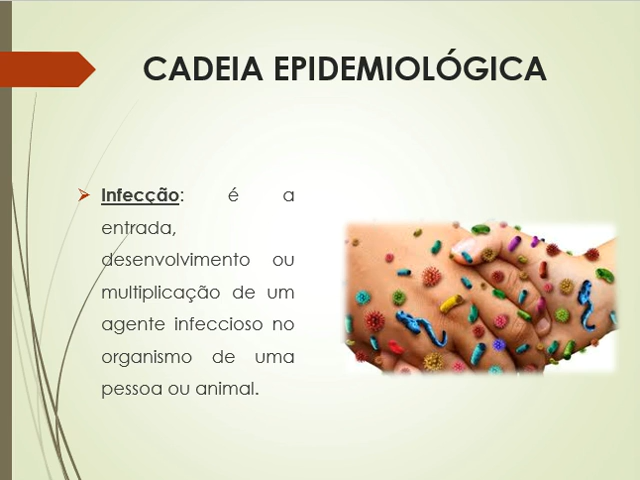 CADEIA EPIDEMIOLÓGICA
Infecção: é a
entrada,
desenvolvimento ou
multiplicação de um
agente infeccioso no
organismo de uma
pessoa ou animal.